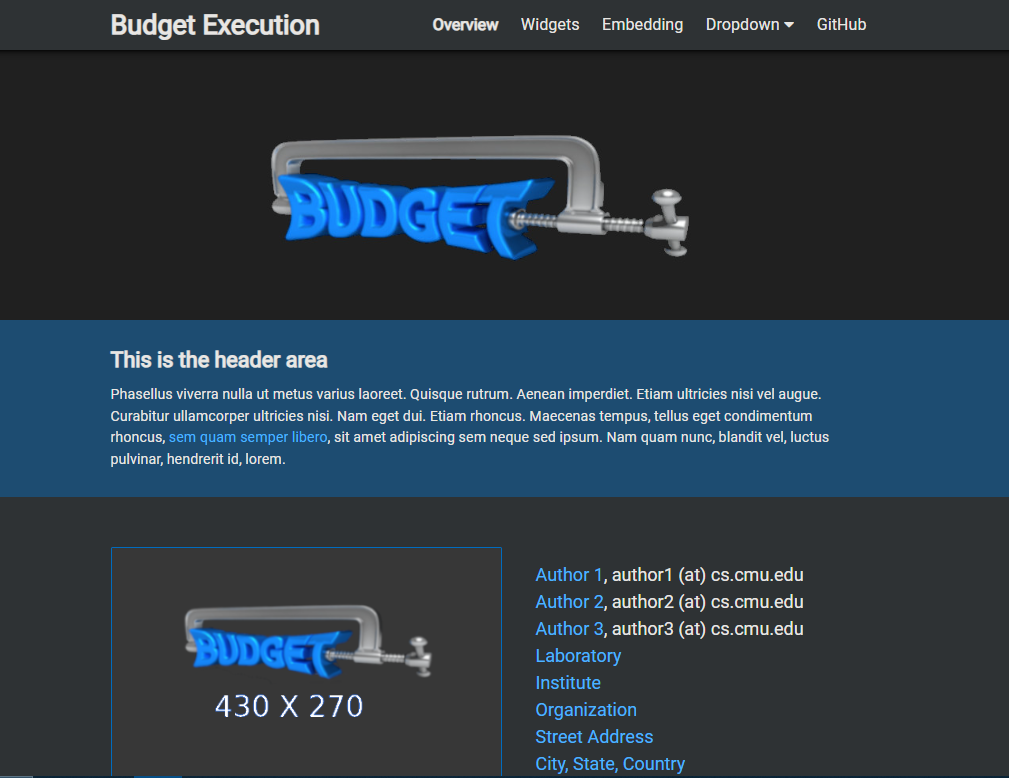 Budget Execution
Overview Widgets Embedding Dropdown GitHub
BUDGET
This is the header area
Phasellus viverra nulla ut metus varius laoreet. Quisque rutrum. Aenean imperdiet. Etiam ultricies nisi vel augue.
Curabitur ullamcorper ultricies nisi. Nam eget dui. Etiam rhoncus. Maecenas tempus, tellus eget condimentum
rhoncus, sem quam semper libero, sit amet adipiscing sem neque sed ipsum. Nam quam nunc, blandit vel, luctus
pulvinar, hendrerit id, lorem.
BUDGET
430 X 270
Author 1, author1 (at) cs.cmu.edu
Author 2, author2 (at) cs.cmu.edu
Author 3, author3 (at) cs.cmu.edu
Laboratory
Institute
Organization
Street Address
City, State, Country